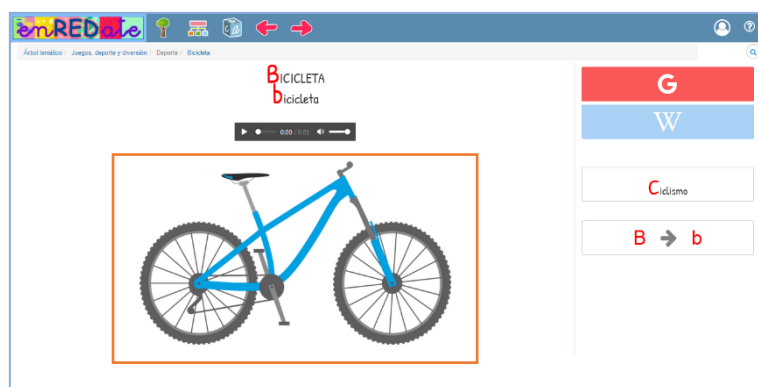 enREDate
Árbol temático / Juegos, deporte y diversión / Deporte / Bicicleta
BICICLETA
bicicleta
0:00 / 0:01
G
W
Ciclismo
B → b